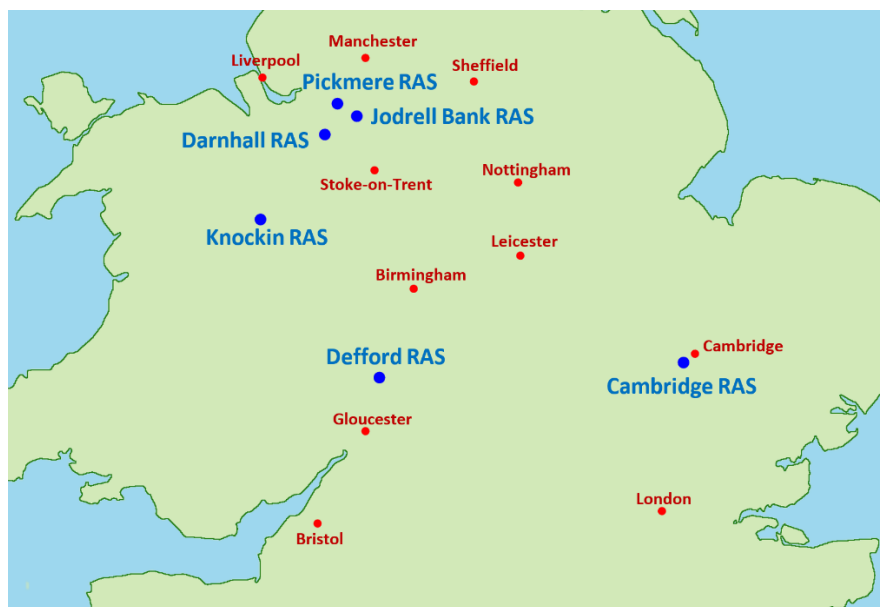 Manchester
Liverpool
Sheffield
Pickmere RAS
Jodrell Bank RAS
Darnhall RAS
Nottingham
Stoke-on-Trent
Knockin RAS
Leicester
Birmingham
Cambridge
Defford RAS
Cambridge RAS
Gloucester
London
Bristol